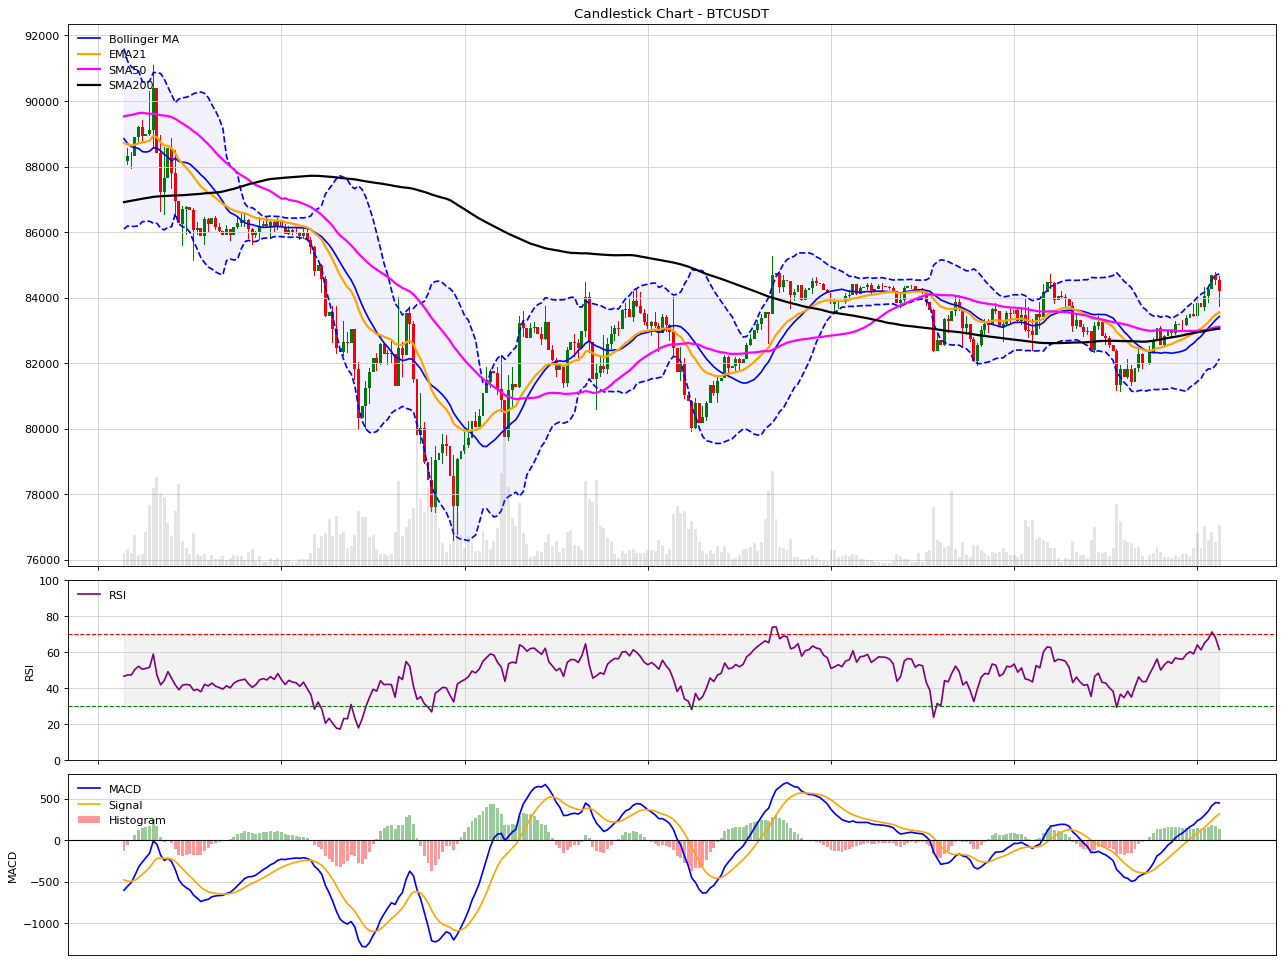 Candlestick Chart - BTCUSDT
92000
90000
88000
86000
84000
82000
80000
78000
76000
Bollinger MA
EMA21
SMA50
SMA200
100
80
60
40
20
0
RSI
RSI
500
0
−500
−1000
MACD
MACD
Signal
Histogram